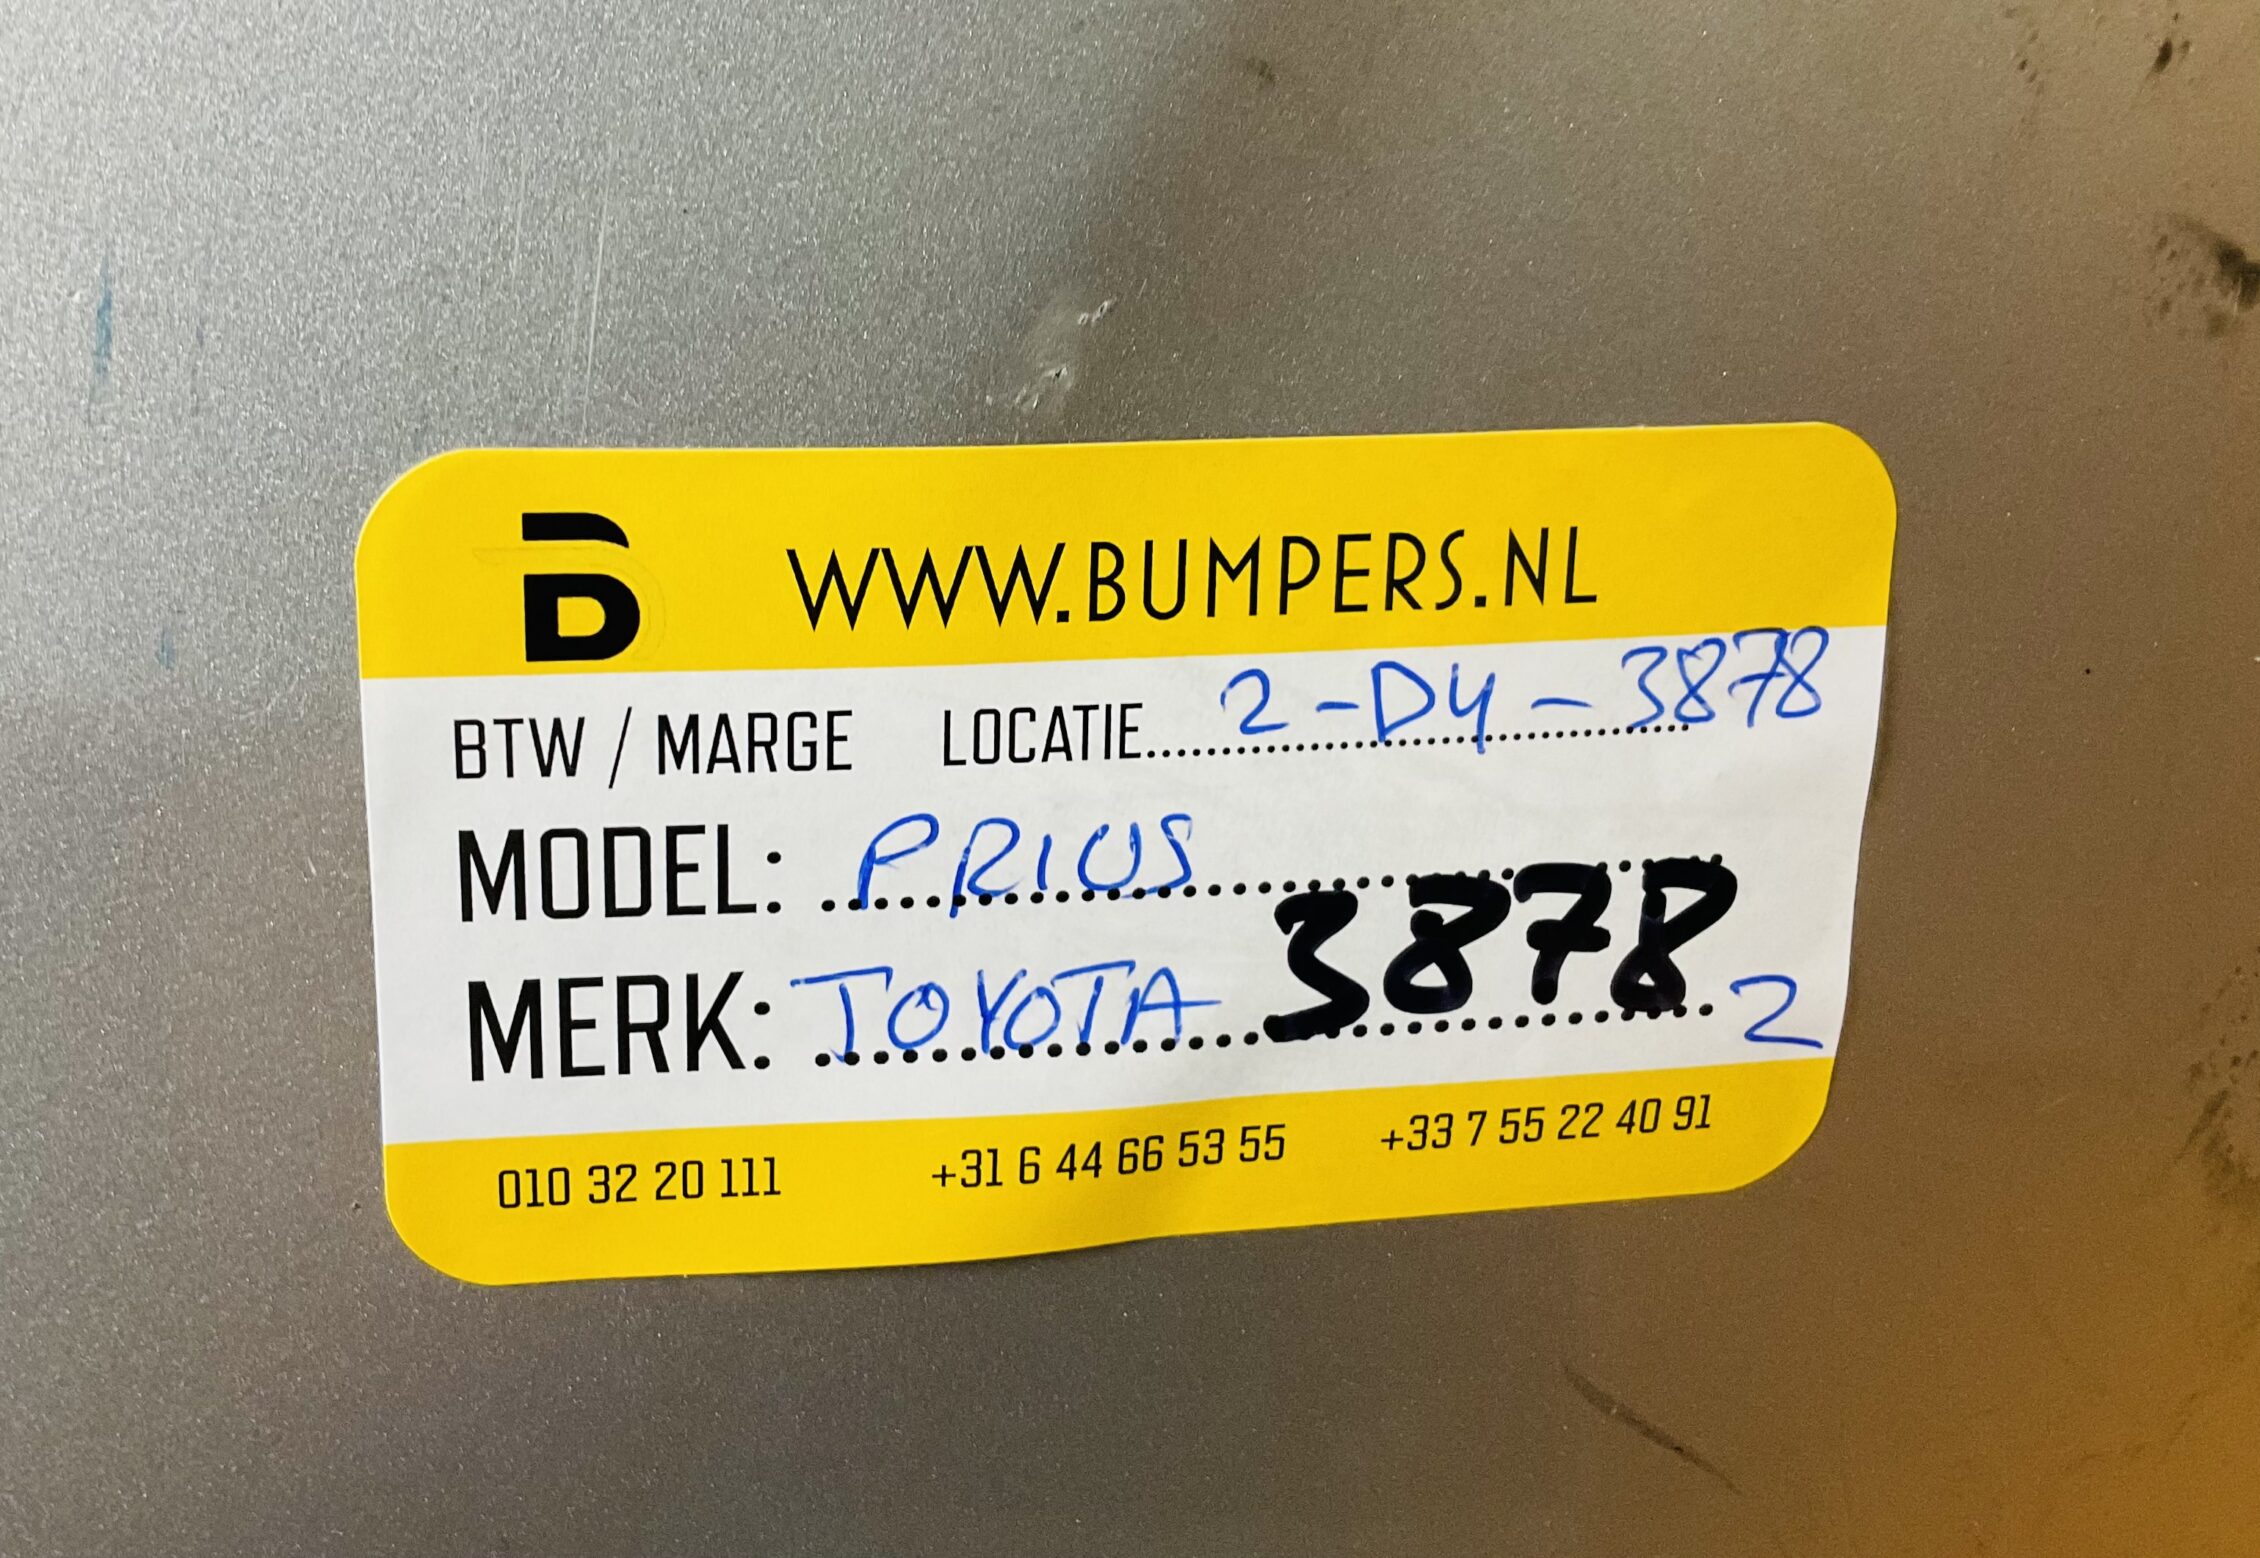 B WWW.BUMPERS.NL
BTW / MARGE LOCATIE 2-D4-3878
MODEL: PRIUS
MERK: TOYOTA 3878 2
010 32 20 111 +31 6 44 66 53 55 +33 7 55 22 40 91